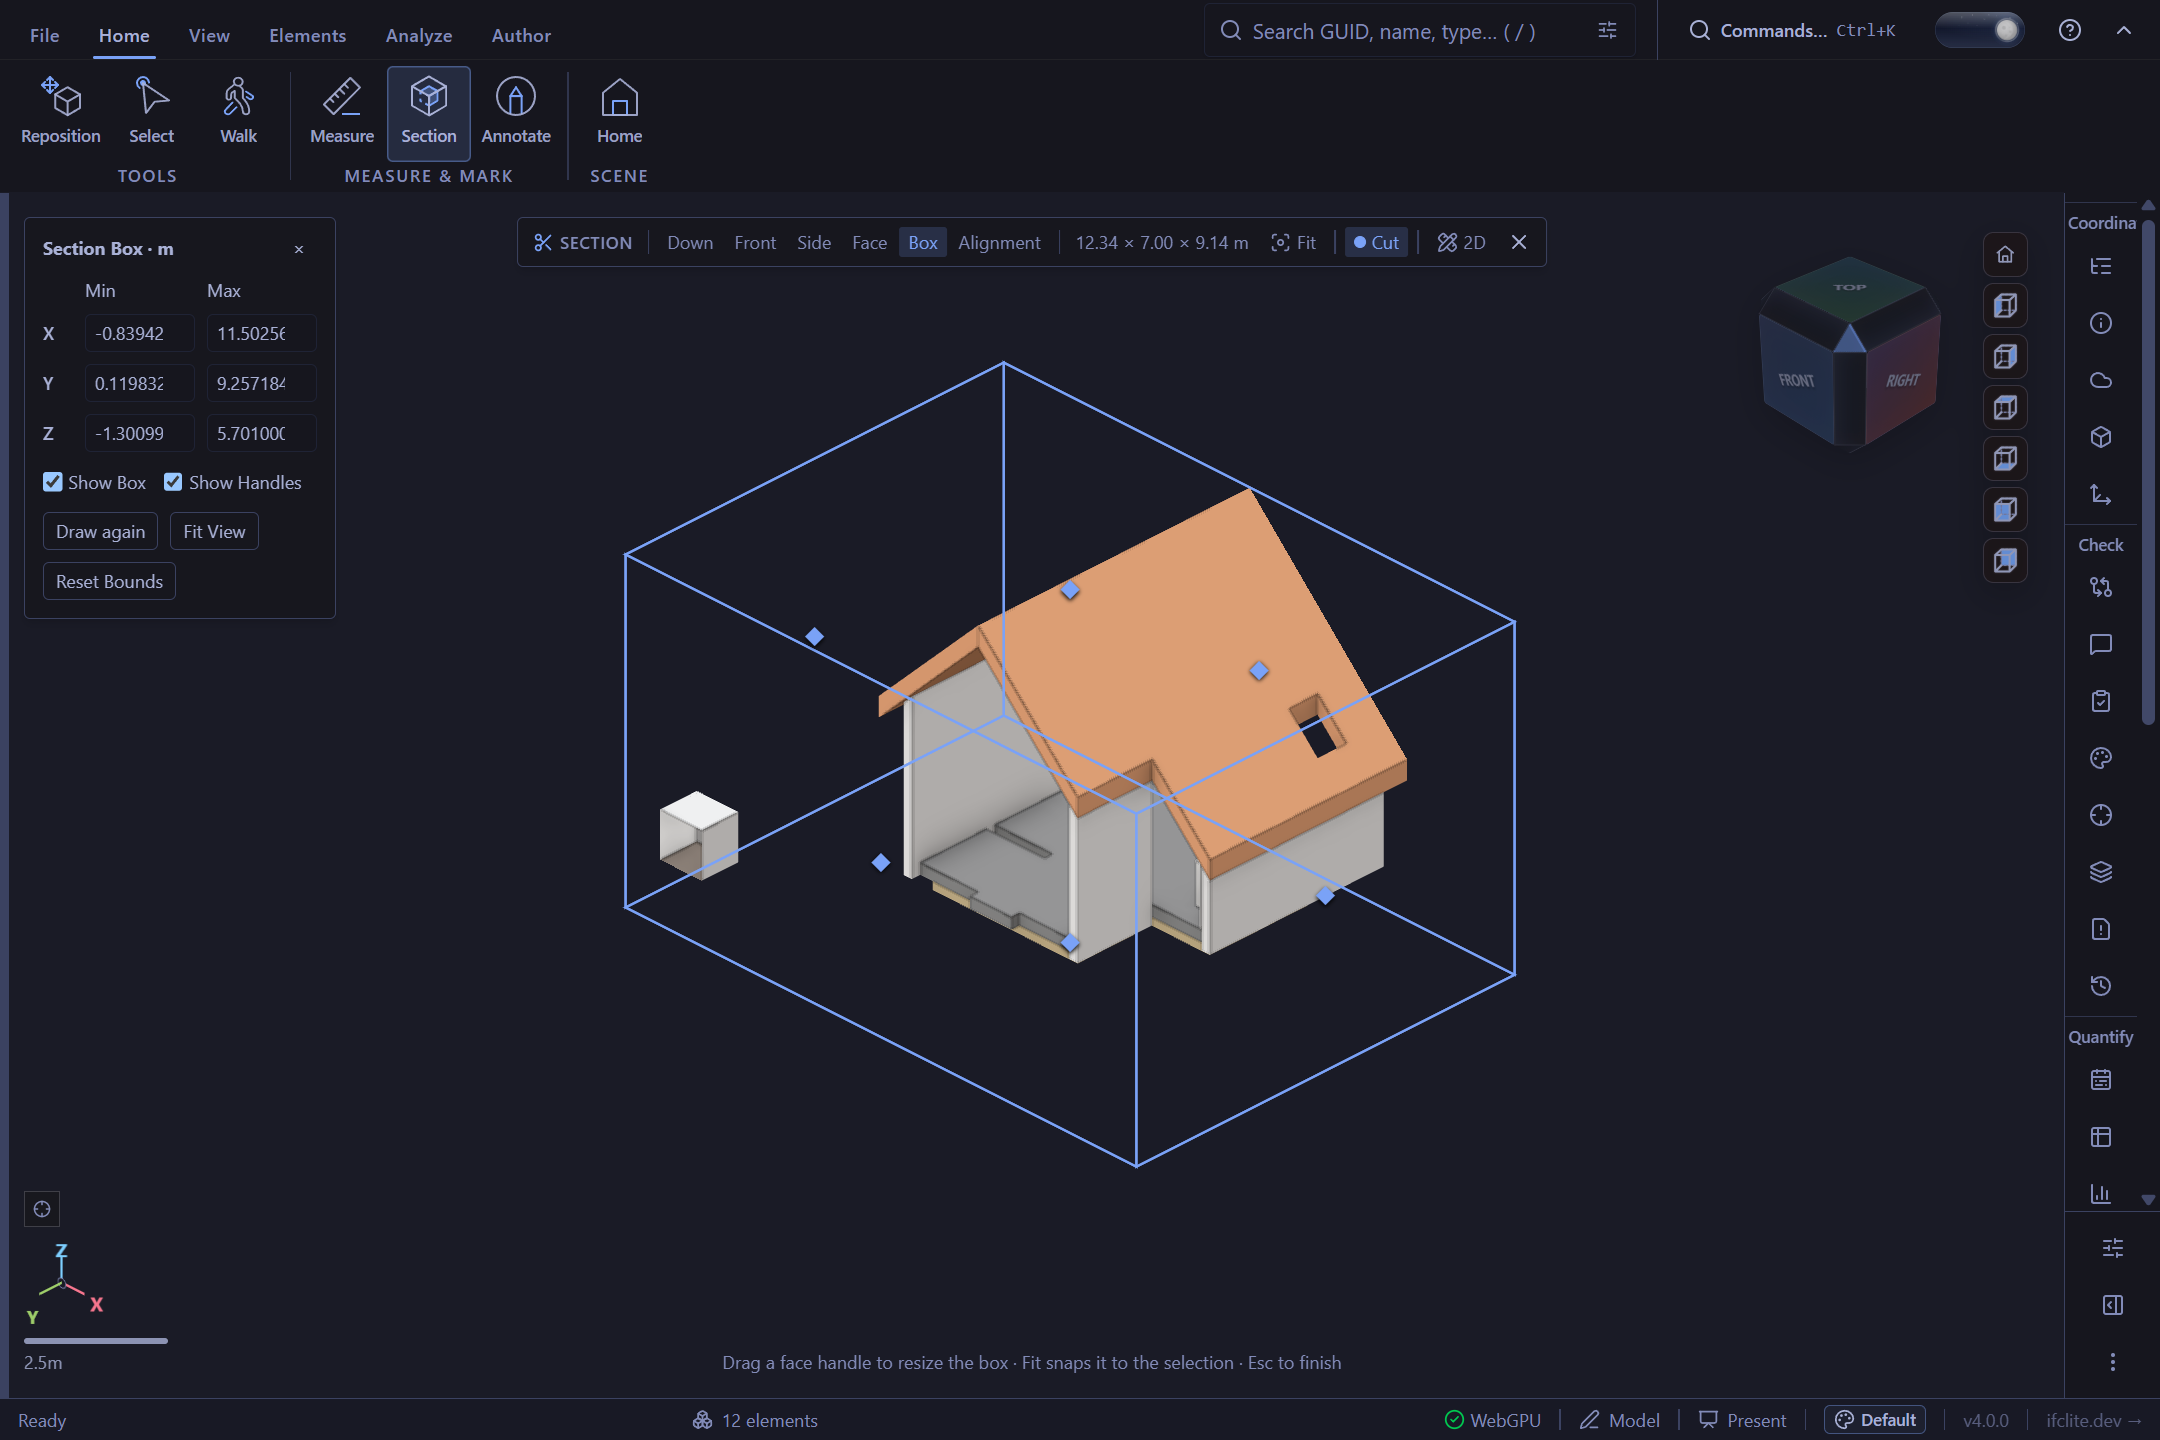 File Home View Elements Analyze Author
Search GUID, name, type... ( / )
Commands... Ctrl+K
Reposition Select Walk
Measure Section Annotate
Home
TOOLS
MEASURE & MARK
SCENE
Section Box · m ×
Min Max
X -0.83942 11.50256
Y 0.119832 9.257184
Z -1.30099 5.701000
Show Box Show Handles
Draw again Fit View
Reset Bounds
SECTION Down Front Side Face Box Alignment 12.34 × 7.00 × 9.14 m Fit Cut 2D
TOP
FRONT RIGHT
Coordina
Check
Quantify
Z
X
Y
2.5m
Drag a face handle to resize the box · Fit snaps it to the selection · Esc to finish
Ready
12 elements
WebGPU Model Present Default v4.0.0 ifclite.dev →